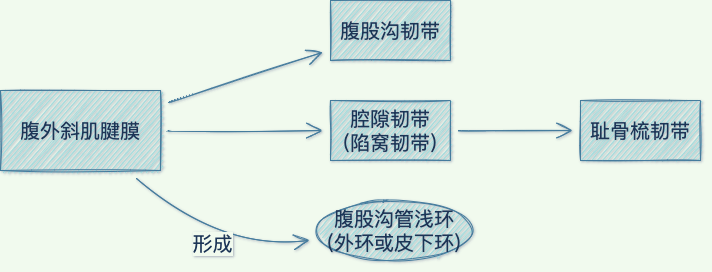 腹股沟韧带
腹外斜肌腱膜
腔隙韧带
(陷窝韧带)
耻骨梳韧带
腹股沟管浅环
(外环或皮下环)
形成